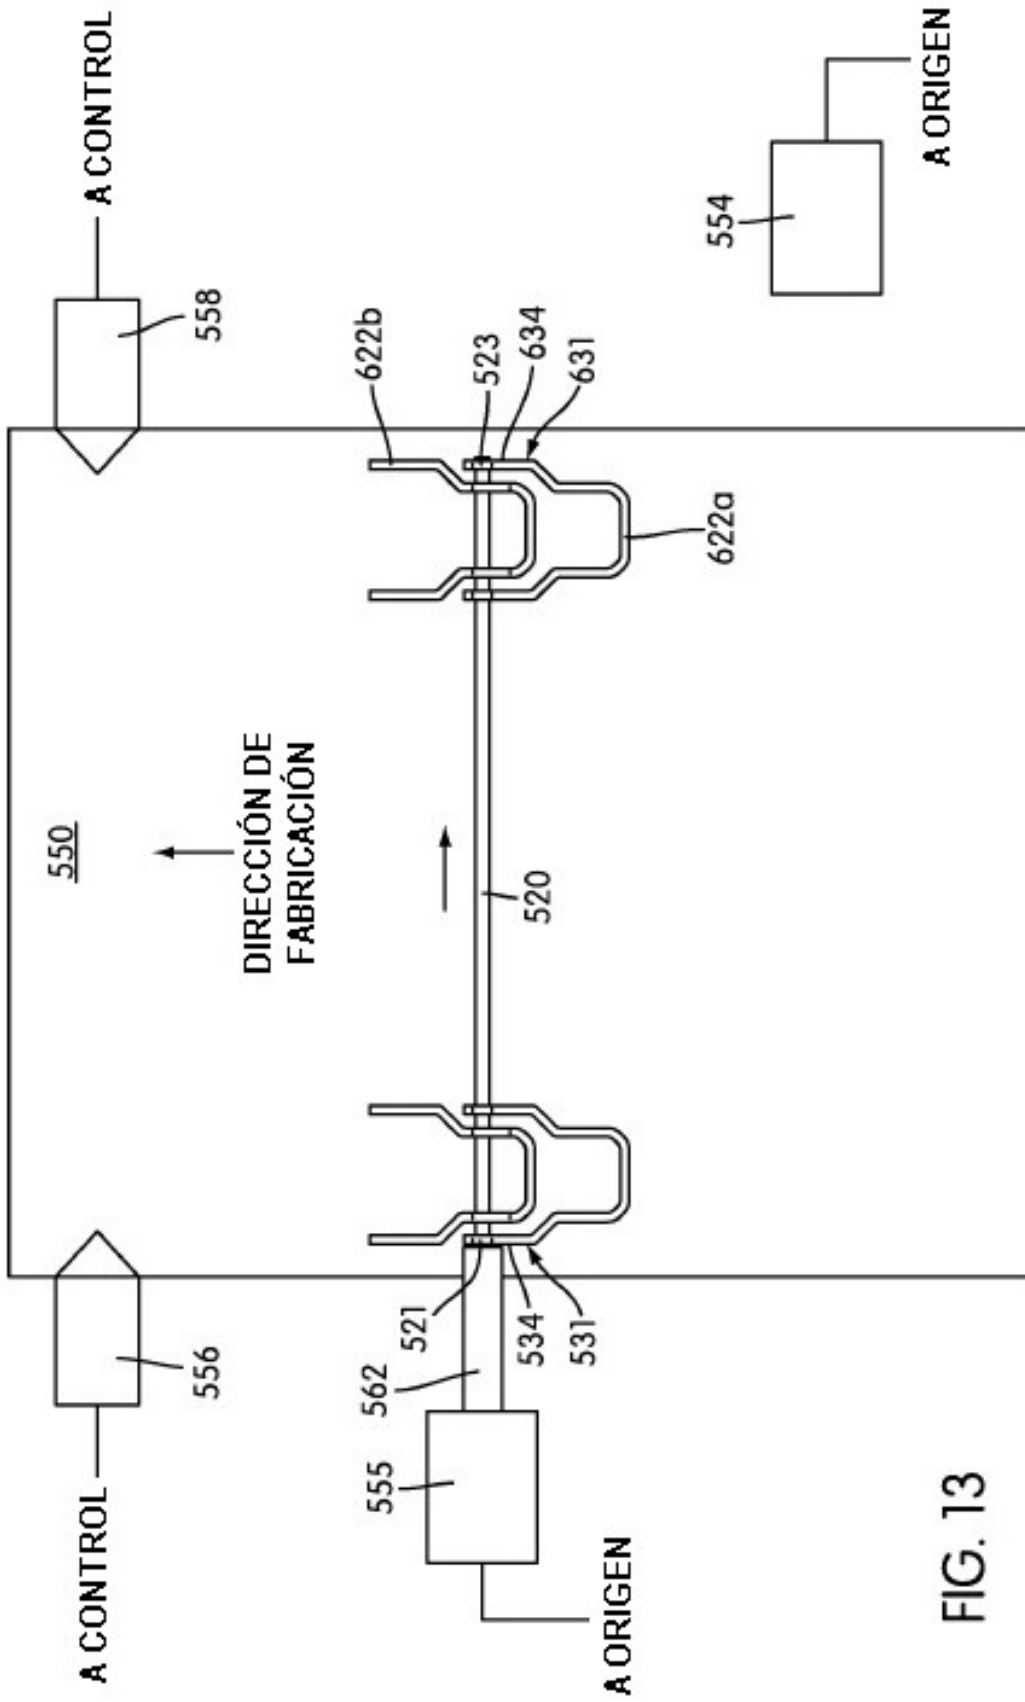 550
A CONTROL
A CONTROL
556
558
DIRECCIÓN DE
FABRICACIÓN
555
562
622b
521
523
534
520
634
531
631
A ORIGEN
622a
554
A ORIGEN
FIG. 13